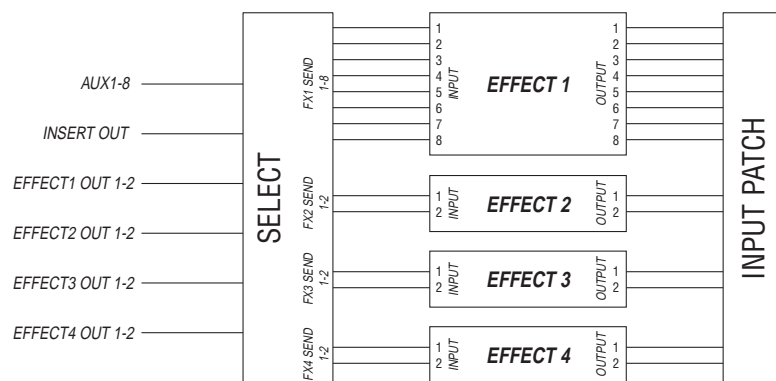 AUX1-8
INSERT OUT
EFFECT1 OUT 1-2
EFFECT2 OUT 1-2
EFFECT3 OUT 1-2
EFFECT4 OUT 1-2
SELECT
FX1 SEND
1-8
FX2 SEND
1-2
FX3 SEND
1-2
FX4 SEND
1-2
1
2
3
4
5
6
7
8
INPUT
EFFECT 1
OUTPUT
1
2
3
4
5
6
7
8
1
2
INPUT
EFFECT 2
OUTPUT
1
2
1
2
INPUT
EFFECT 3
OUTPUT
1
2
1
2
INPUT
EFFECT 4
OUTPUT
1
2
INPUT PATCH